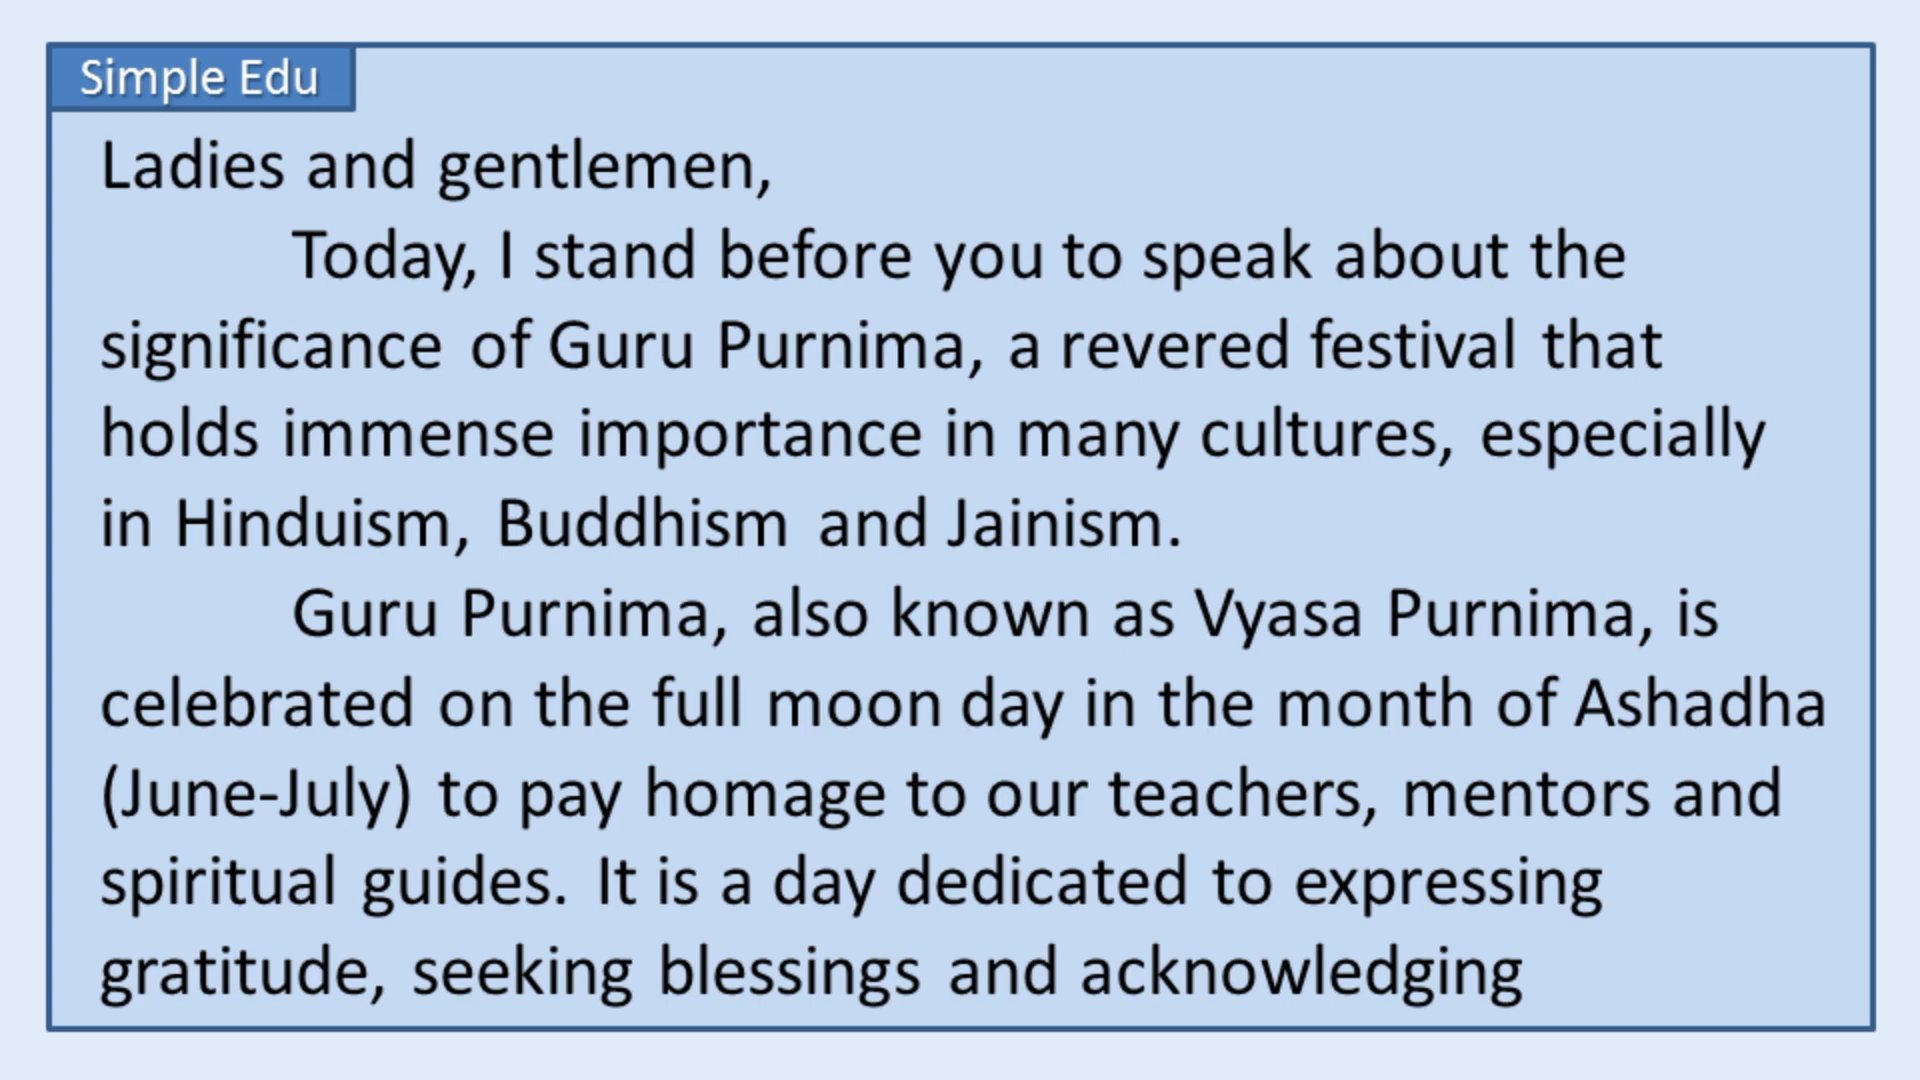 Simple Edu
Ladies and gentlemen,
Today, I stand before you to speak about the
significance of Guru Purnima, a revered festival that
holds immense importance in many cultures, especially
in Hinduism, Buddhism and Jainism.
Guru Purnima, also known as Vyasa Purnima, is
celebrated on the full moon day in the month of Ashadha
(June-July) to pay homage to our teachers, mentors and
spiritual guides. It is a day dedicated to expressing
gratitude, seeking blessings and acknowledging